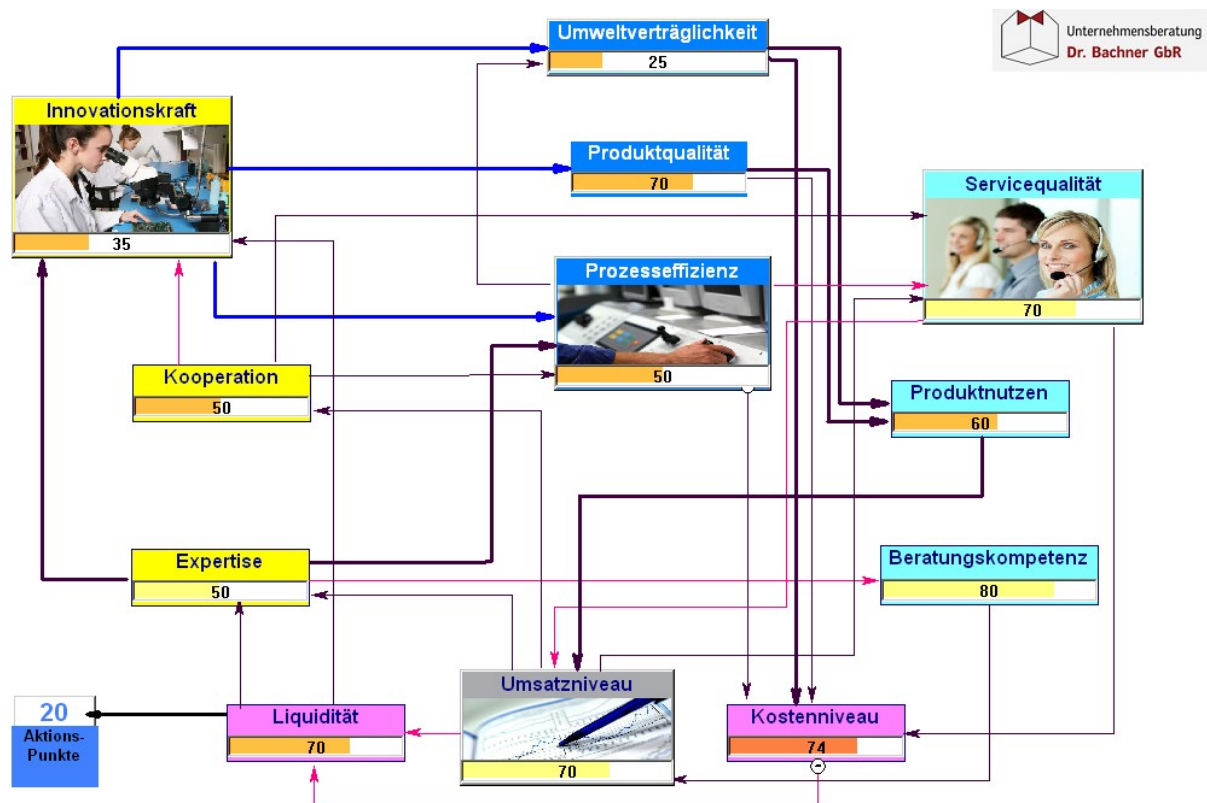 Umweltverträglichkeit
25
Unternehmensberatung
Dr. Bachner GbR
Innovationskraft
35
Produktqualität
70
Servicequalität
70
Prozesseffizienz
50
Kooperation
50
Produktnutzen
60
Expertise
50
Beratungskompetenz
80
Umsatzniveau
70
20
Aktions-
Punkte
Liquidität
70
Kostenniveau
74